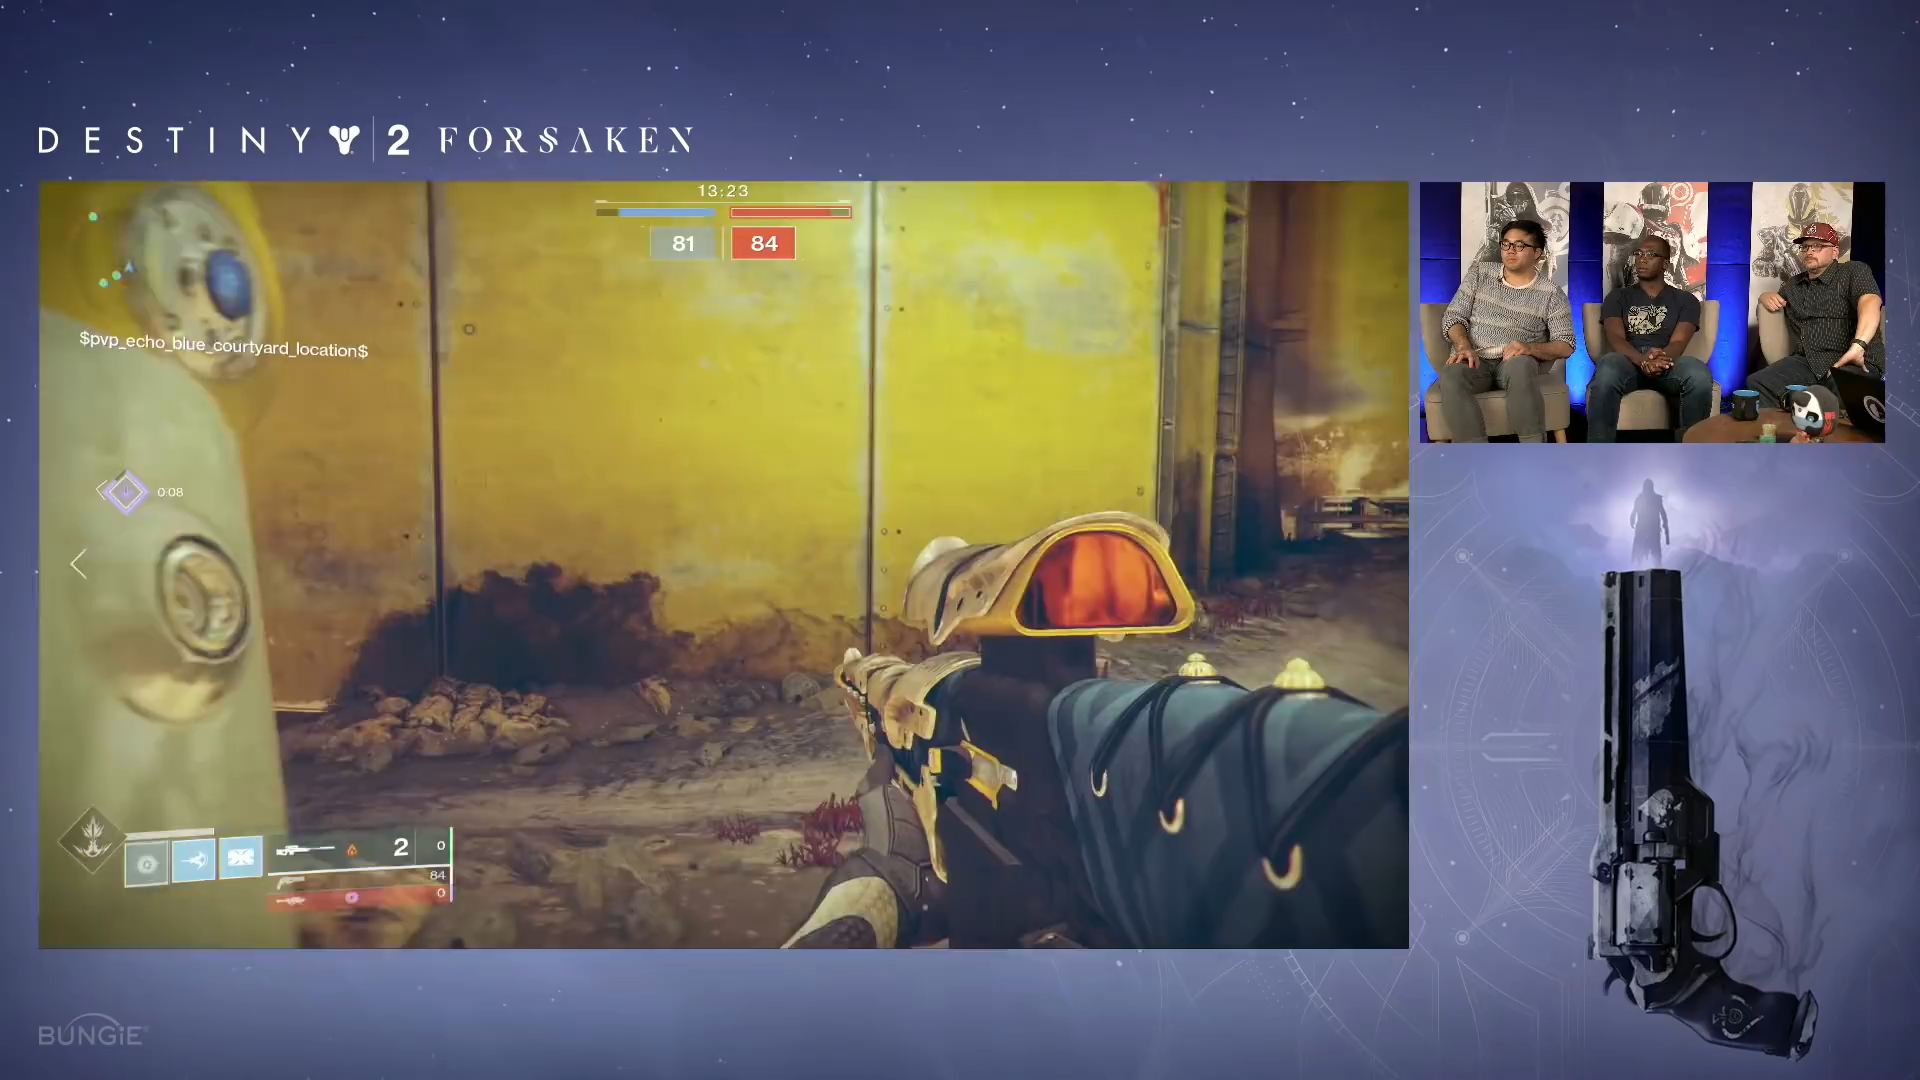 DESTINY 2 FORSAKEN
13:23
81 84
$pvp_echo_blue_courtyard_location$
0:08
2 0
84
0
BUNGiE